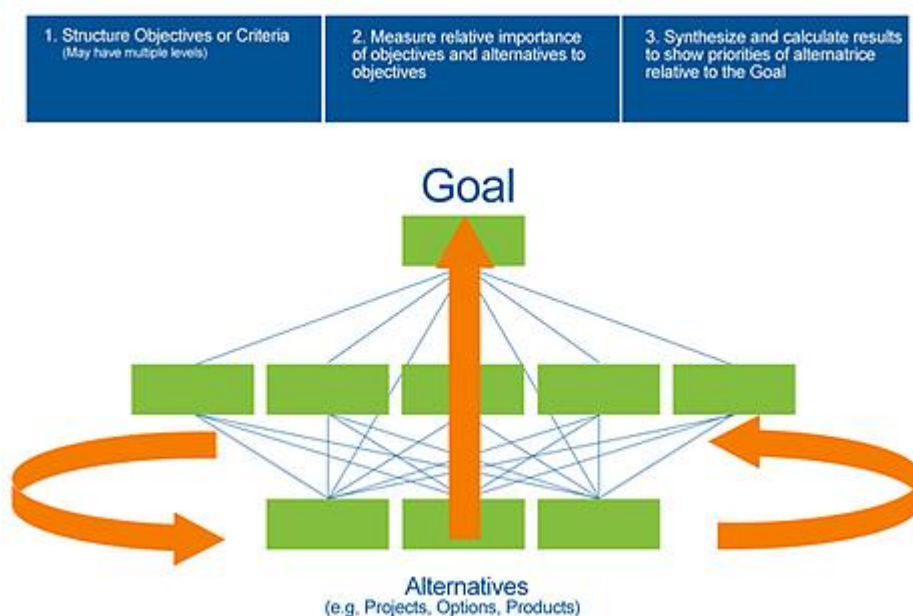 1. Structure Objectives or Criteria
(May have multiple levels)
2. Measure relative importance
of objectives and alternatives to
objectives
3. Synthesize and calculate results
to show priorities of alternatrice
relative to the Goal
Goal
Alternatives
(e.g, Projects, Options, Products)